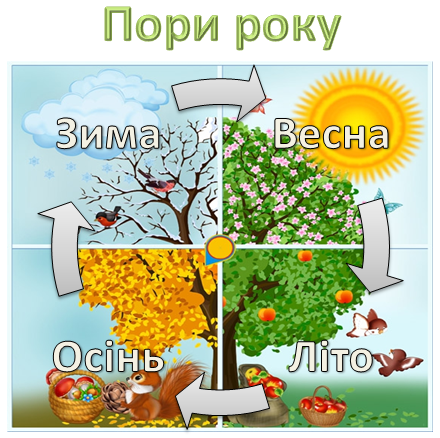 Пори року
Зима
Весна
Осінь
Літо